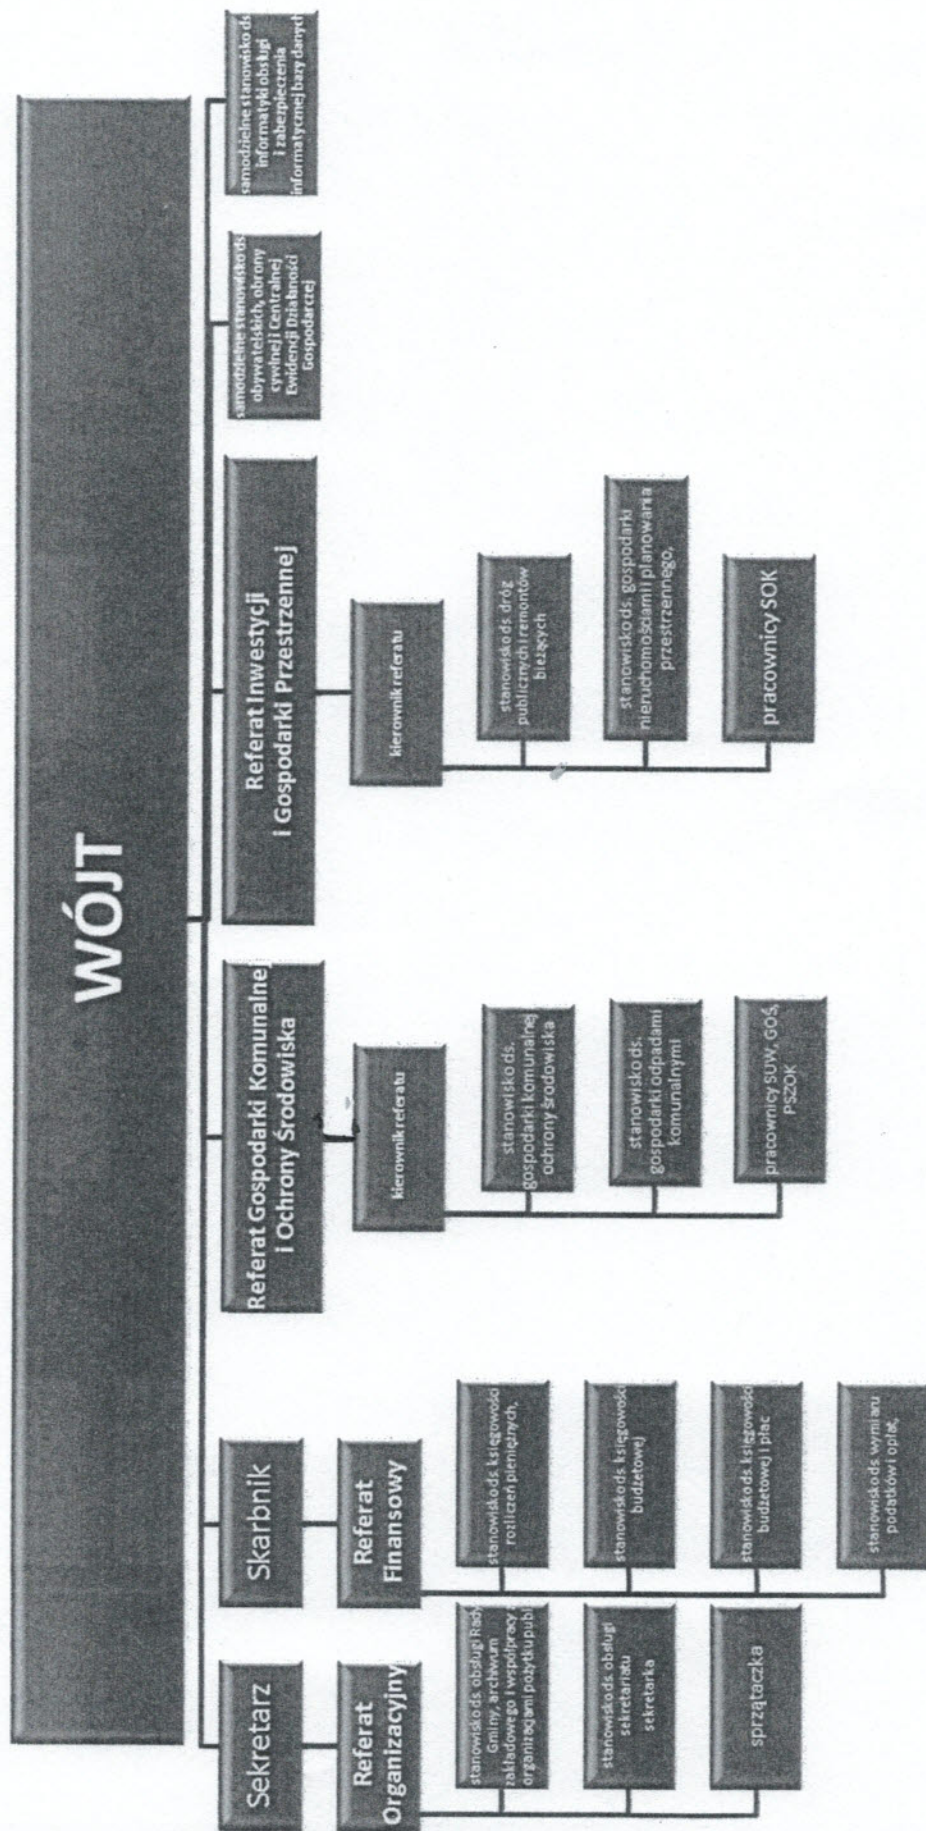 WÓJT
Sekretarz
Referat
Organizacyjny
stanowisko ds. obsługi Rady
Gminy, archiwum
zakładowego i współpracy z
organizacjami pożytku publ
stanowisko ds. obsługi
sekretariatu
sekretarka
sprzątaczka
Skarbnik
Referat
Finansowy
stanowisko ds. księgowości
rozliczeń pieniężnych,
stanowisko ds. księgowości
budżetowej
stanowisko ds. księgowości
budżetowej i płac
stanowisko ds. wymiaru
podatków i opłat,
Referat Gospodarki Komunalnej
i Ochrony Środowiska
kierownik referatu
stanowisko ds.
gospodarki komunalnej
ochrony środowiska
stanowisko ds.
gospodarki odpadami
komunalnymi
pracownicy SUW, GOŚ,
PSZOK
Referat Inwestycji
i Gospodarki Przestrzennej
kierownik referatu
stanowisko ds. dróg
publicznych i remontów
bieżących
stanowisko ds. gospodarki
nieruchomościami i planowania
przestrzennego,
pracownicy SOK
samodzielne stanowisko ds
obywatelskich, obrony
cywilnej i Centralnej
Ewidencji Działaności
Gospodarczej
samodzielne stanowisko ds
informatyki obsługi
i zabezpieczenia
informatycznej bazy danych